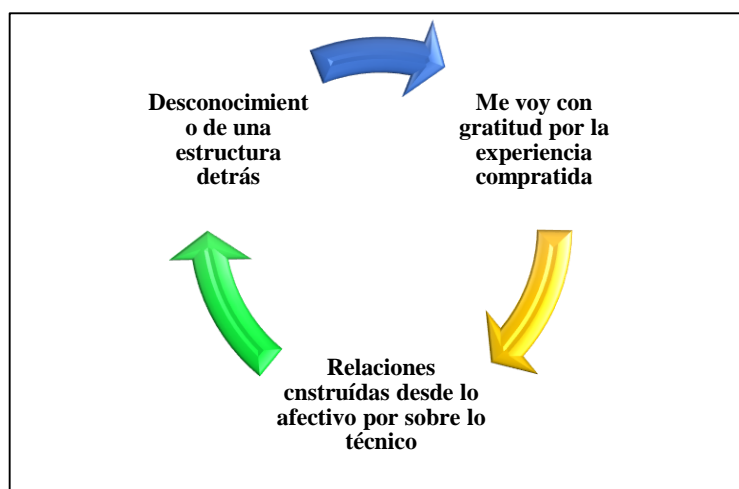 Desconocimient
o de una
estructura
detrás
Me voy con
gratitud por la
experiencia
compratida
Relaciones
cnstruídas desde lo
afectivo por sobre lo
técnico